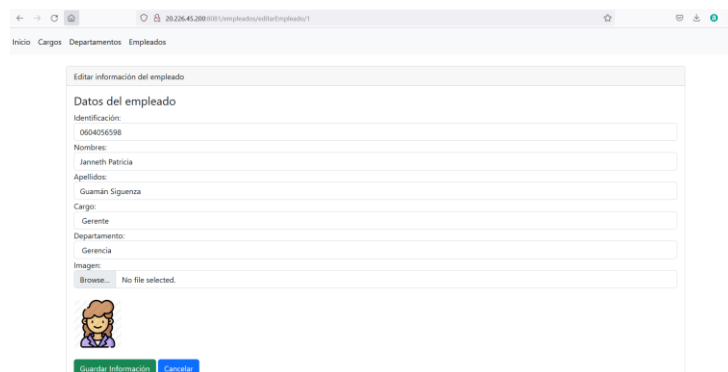 20.226.45.200:8081/empleados/editarEmpleado/1
Inicio Cargos Departamentos Empleados
Editar información del empleado
Datos del empleado
Identificación:
0604056598
Nombres:
Janneth Patricia
Apellidos:
Guamán Siguenza
Cargo:
Gerente
Departamento:
Gerencia
Imagen:
Browse... No file selected.
Guardar Información Cancelar